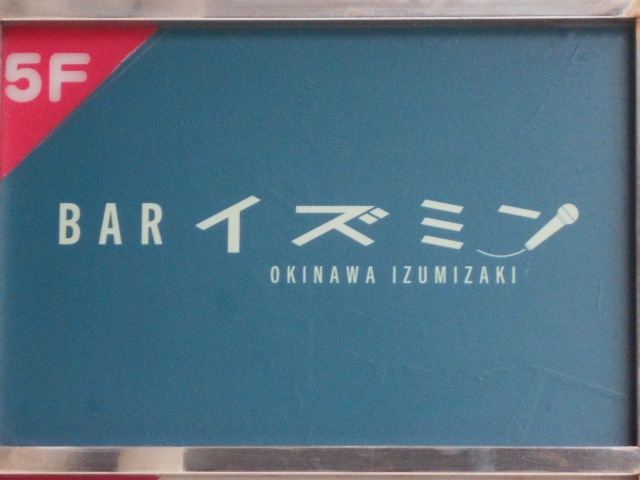 5F
BAR イズミン
OKINAWA IZUMIZAKI